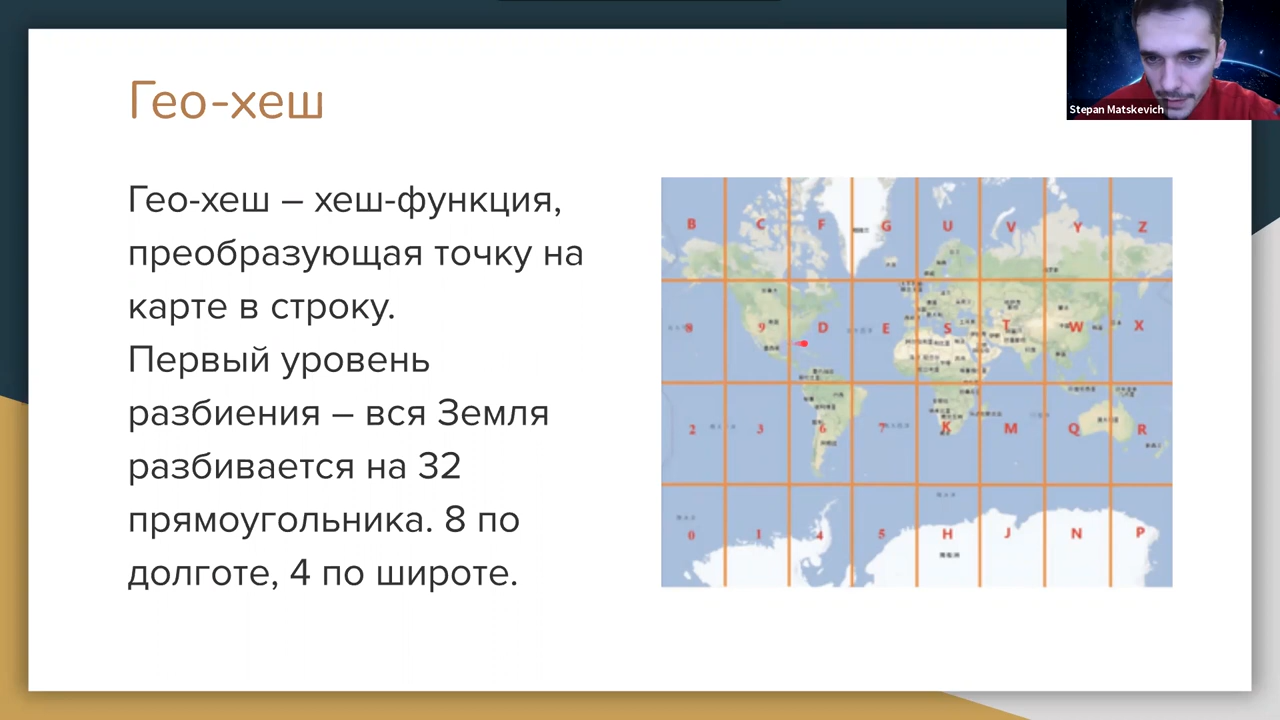 Гео-хеш
Stepan Matskevich
Гео-хеш – хеш-функция,
преобразующая точку на
карте в строку.
Первый уровень
разбиения – вся Земля
разбивается на 32
прямоугольника. 8 по
долготе, 4 по широте.
B C F G U V Y Z
8 9 D E S T W X
2 3 6 7 K M Q R
0 1 4 5 H J N P